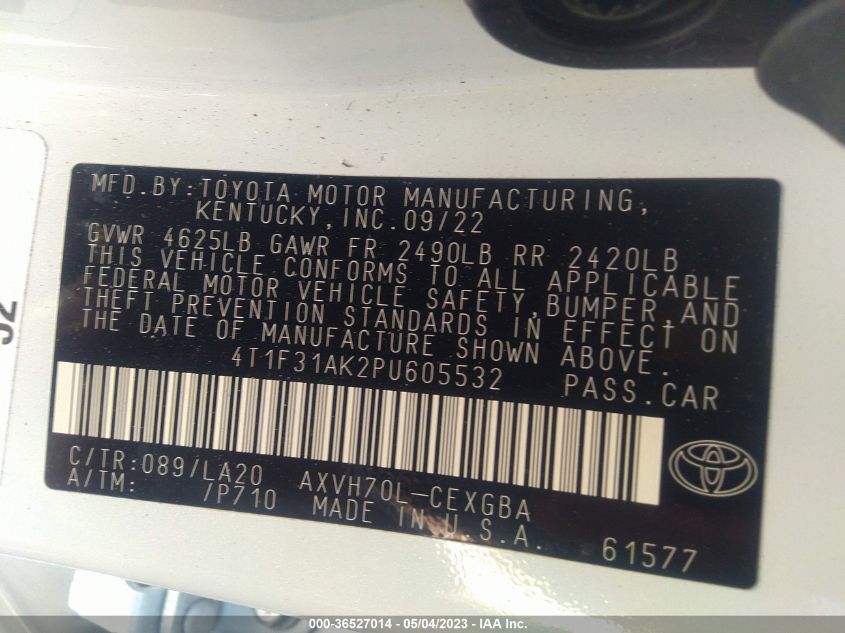 MFD.BY:TOYOTA MOTOR MANUFACTURING,
KENTUCKY,INC.09/22
GVWR 4625LB GAWR FR 2490LB RR 2420LB
THIS VEHICLE CONFORMS TO ALL APPLICABLE
FEDERAL MOTOR VEHICLE SAFETY,BUMPER,AND
THEFT PREVENTION STANDARDS IN EFFECT ON
THE DATE OF MANUFACTURE SHOWN ABOVE.
4T1F31AK2PU605532 PASS.CAR
C/TR:089/LA20 AXVH70L-CEXGBA
A/TM: /P710 MADE IN U.S.A. 61577
000-36527014 - 05/04/2023 - IAA Inc.